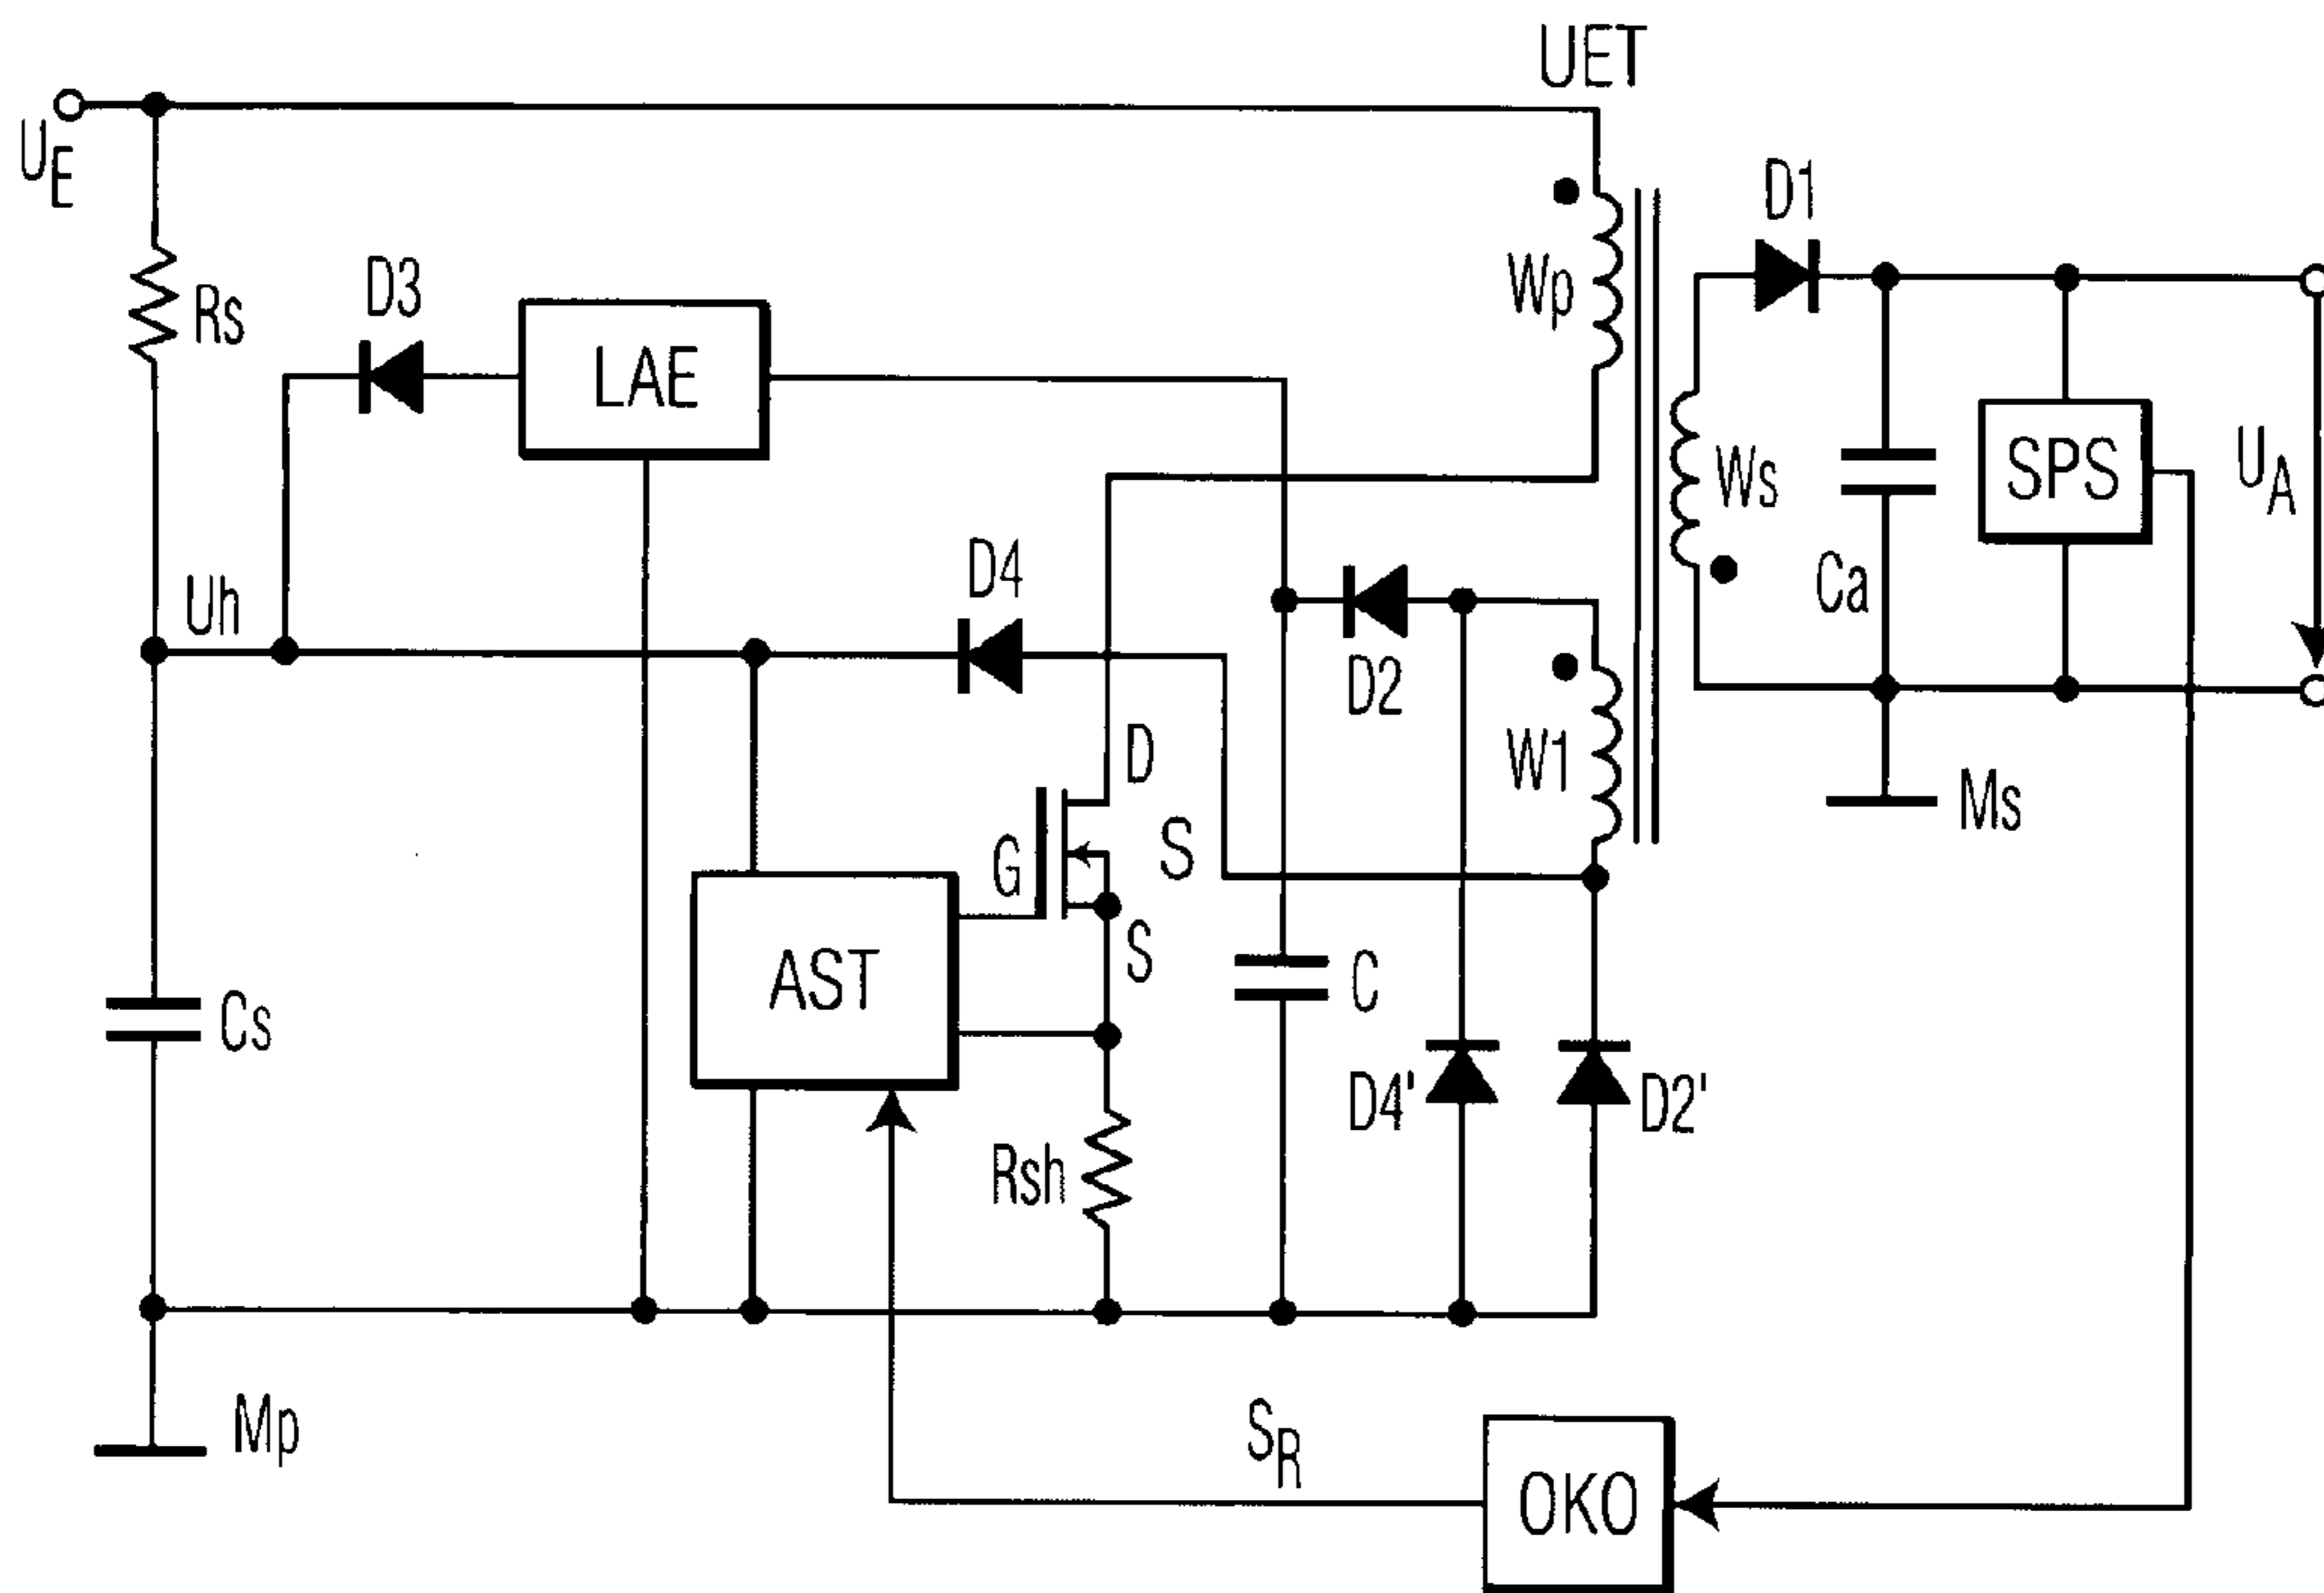 UET
U_E
D1
Wp
D3
Rs
LAE
SPS
U_A
Ws
D4
Ca
Uh
D2
D
W1
Ms
S
G
S
AST
C
Cs
D4'
D2'
Rsh
Mp
S_R
OKO